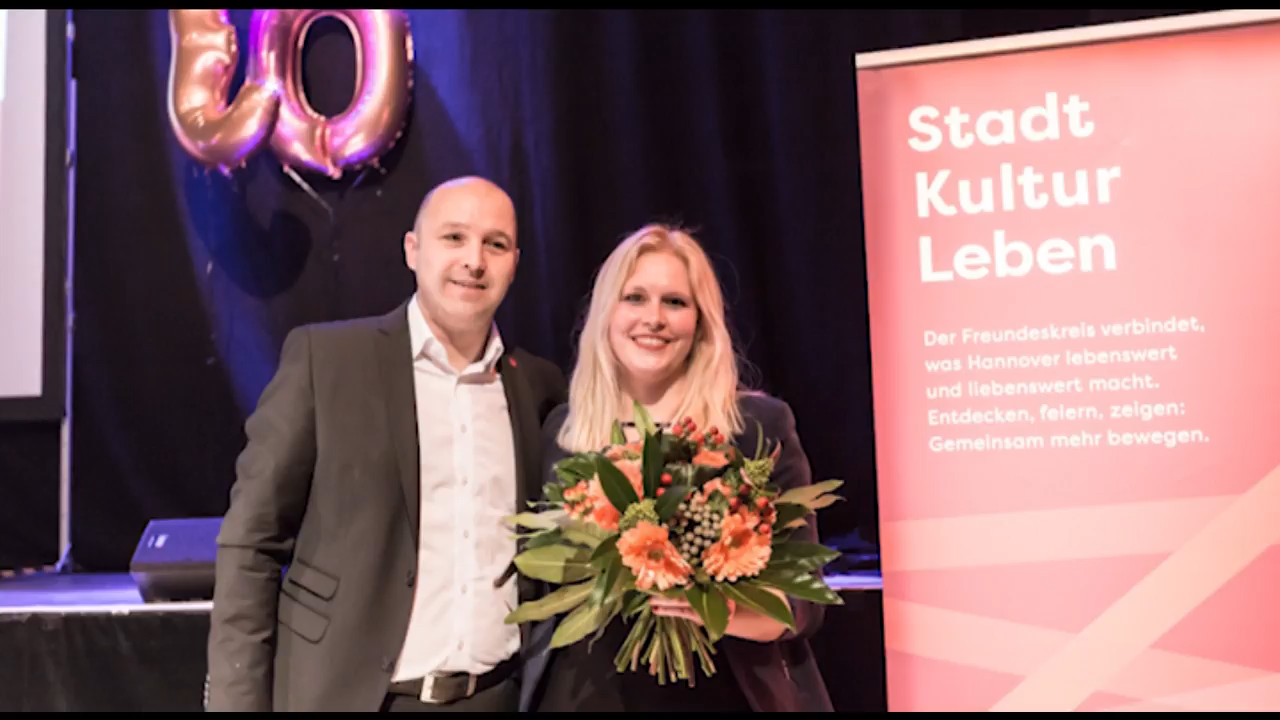 Stadt
Kultur
Leben
Der Freundeskreis verbindet,
was Hannover lebenswert
und liebenswert macht.
Entdecken, feiern, zeigen:
Gemeinsam mehr bewegen.